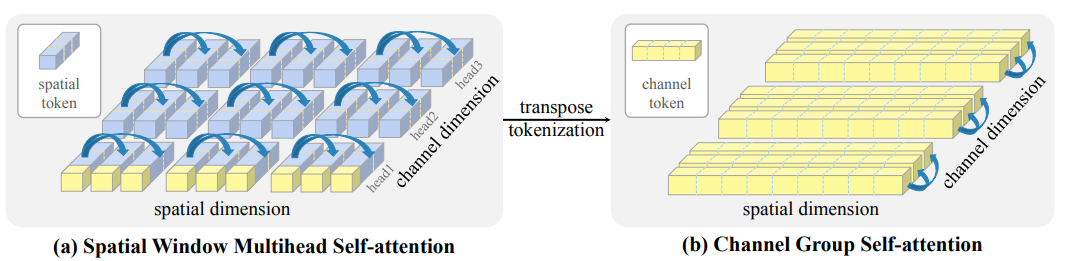 spatial
token
head3
head2
head1
channel dimension
spatial dimension
(a) Spatial Window Multihead Self-attention
transpose
tokenization
channel
token
channel dimension
spatial dimension
(b) Channel Group Self-attention